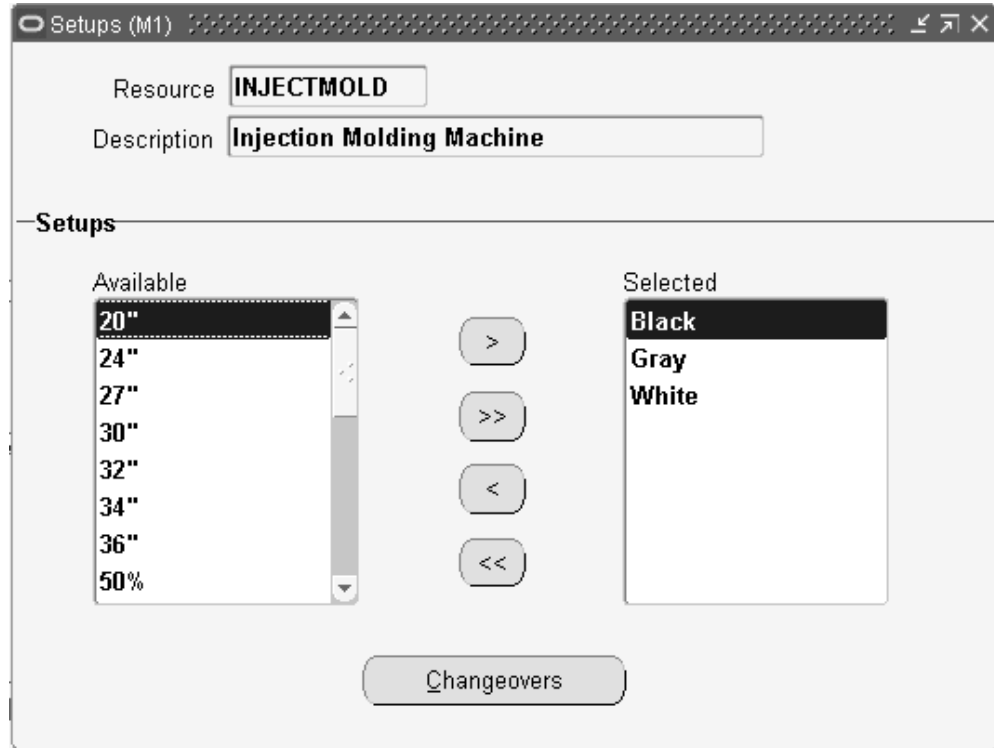 Setups (M1)
Resource INJECTMOLD
Description Injection Molding Machine
Setups
Available
20"
24"
27"
30"
32"
34"
36"
50%
>
>>
<
<<
Selected
Black
Gray
White
Changeovers